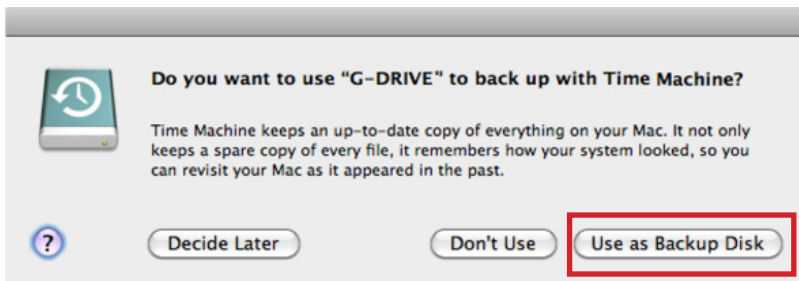 Do you want to use “G-DRIVE” to back up with Time Machine?
Time Machine keeps an up-to-date copy of everything on your Mac. It not only
keeps a spare copy of every file, it remembers how your system looked, so you
can revisit your Mac as it appeared in the past.
?
Decide Later
Don't Use
Use as Backup Disk